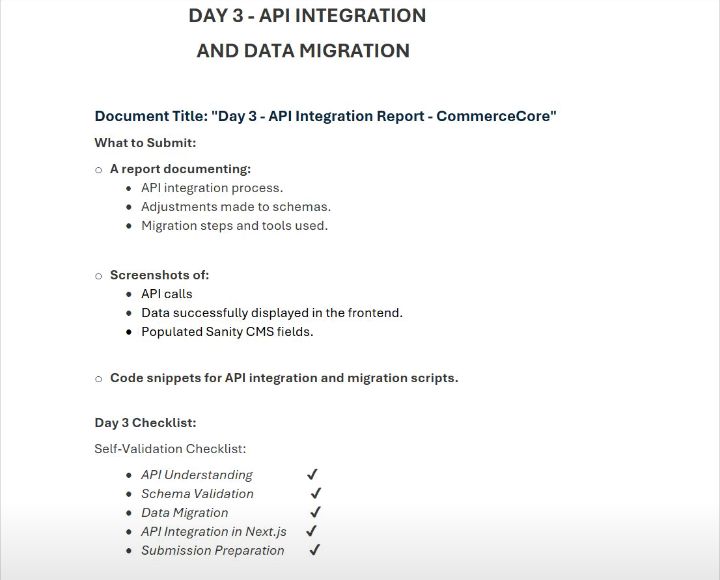 DAY 3 - API INTEGRATION
AND DATA MIGRATION
Document Title: "Day 3 - API Integration Report - CommerceCore"
What to Submit:
○ A report documenting:
• API integration process.
• Adjustments made to schemas.
• Migration steps and tools used.
○ Screenshots of:
• API calls
• Data successfully displayed in the frontend.
• Populated Sanity CMS fields.
○ Code snippets for API integration and migration scripts.
Day 3 Checklist:
Self-Validation Checklist:
• API Understanding ✔
• Schema Validation ✔
• Data Migration ✔
• API Integration in Next.js ✔
• Submission Preparation ✔